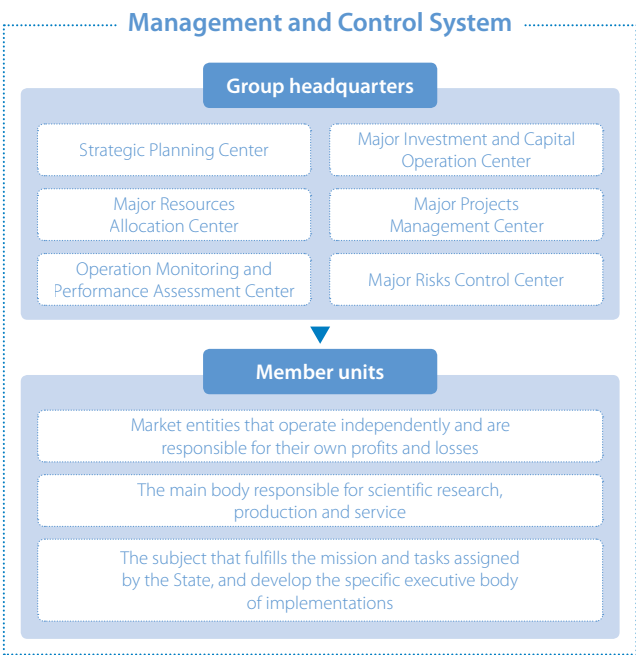 Management and Control System
Group headquarters
Strategic Planning Center
Major Investment and Capital
Operation Center
Major Resources
Allocation Center
Major Projects
Management Center
Operation Monitoring and
Performance Assessment Center
Major Risks Control Center
Member units
Market entities that operate independently and are
responsible for their own profits and losses
The main body responsible for scientific research,
production and service
The subject that fulfills the mission and tasks assigned
by the State, and develop the specific executive body
of implementations